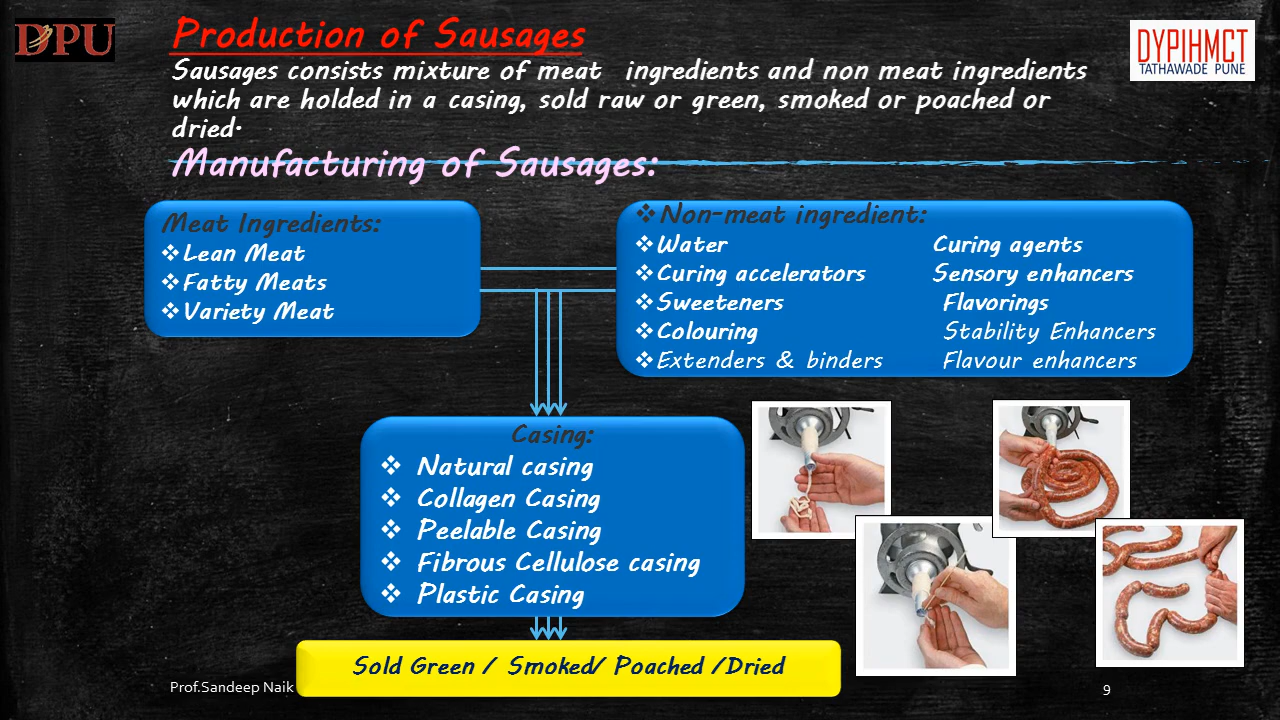 DPU
Production of Sausages
DYPIHMCT
TATHAWADE PUNE
Sausages consists mixture of meat ingredients and non meat ingredients
which are holded in a casing, sold raw or green, smoked or poached or
dried.
Manufacturing of Sausages:
Meat Ingredients:
❖Lean Meat
❖Fatty Meats
❖Variety Meat
❖Non-meat ingredient:
❖Water Curing agents
❖Curing accelerators Sensory enhancers
❖Sweeteners Flavorings
❖Colouring Stability Enhancers
❖Extenders & binders Flavour enhancers
Casing:
❖ Natural casing
❖ Collagen Casing
❖ Peelable Casing
❖ Fibrous Cellulose casing
❖ Plastic Casing
Sold Green / Smoked/ Poached /Dried
Prof.Sandeep Naik
9